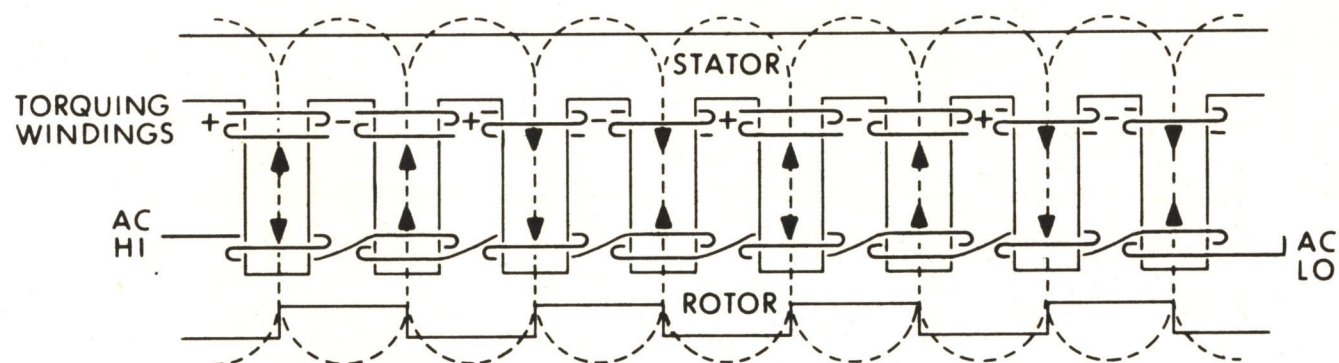 STATOR
TORQUING
WINDINGS
+ - + - + - + -
AC
HI
AC
LO
ROTOR